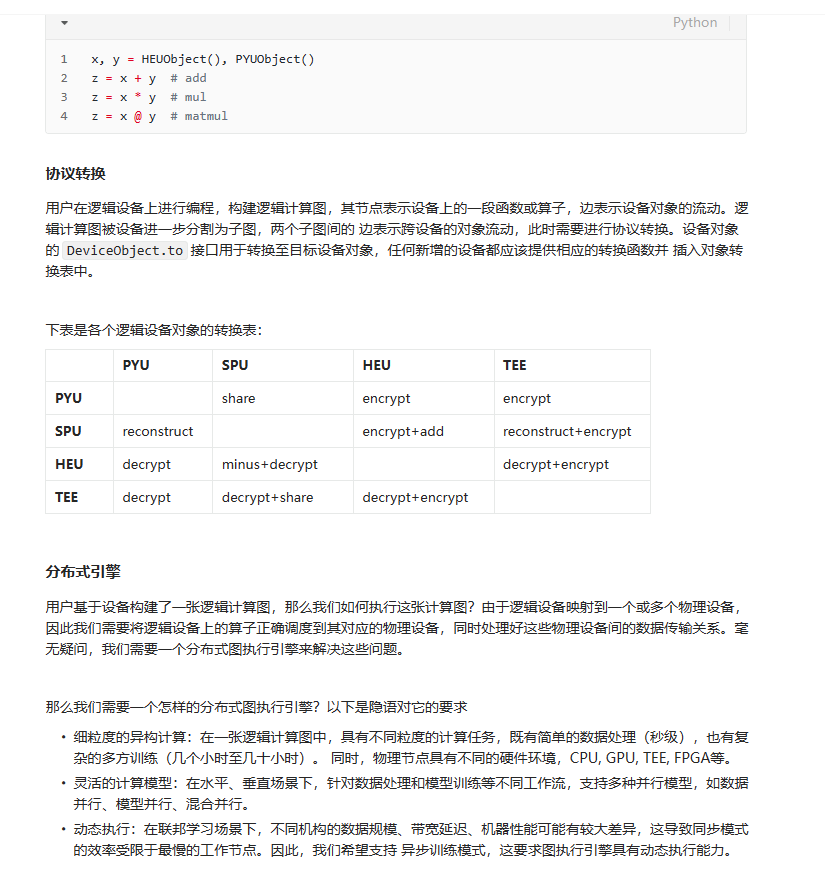 Python
1 x, y = HEUObject(), PYUObject()
2 z = x + y # add
3 z = x * y # mul
4 z = x @ y # matmul
协议转换
用户在逻辑设备上进行编程，构建逻辑计算图，其节点表示设备上的一段函数或算子，边表示设备对象的流动。逻
辑计算图被设备进一步分割为子图，两个子图间的 边表示跨设备的对象流动，此时需要进行协议转换。设备对象
的 DeviceObject.to 接口用于转换至目标设备对象，任何新增的设备都应该提供相应的转换函数并 插入对象转
换表中。
下表是各个逻辑设备对象的转换表：
PYU SPU HEU TEE
PYU share encrypt encrypt
SPU reconstruct encrypt+add reconstruct+encrypt
HEU decrypt minus+decrypt decrypt+encrypt
TEE decrypt decrypt+share decrypt+encrypt
分布式引擎
用户基于设备构建了一张逻辑计算图，那么我们如何执行这张计算图？由于逻辑设备映射到一个或多个物理设备，
因此我们需要将逻辑设备上的算子正确调度到其对应的物理设备，同时处理好这些物理设备间的数据传输关系。毫
无疑问，我们需要一个分布式图执行引擎来解决这些问题。
那么我们需要一个怎样的分布式图执行引擎？以下是隐语对它的要求
• 细粒度的异构计算：在一张逻辑计算图中，具有不同粒度的计算任务，既有简单的数据处理（秒级），也有复
杂的多方训练（几个小时至几十小时）。 同时，物理节点具有不同的硬件环境，CPU, GPU, TEE, FPGA等。
• 灵活的计算模型：在水平、垂直场景下，针对数据处理和模型训练等不同工作流，支持多种并行模型，如数据
并行、模型并行、混合并行。
• 动态执行：在联邦学习场景下，不同机构的数据规模、带宽延迟、机器性能可能有较大差异，这导致同步模式
的效率受限于最慢的工作节点。因此，我们希望支持 异步训练模式，这要求图执行引擎具有动态执行能力。